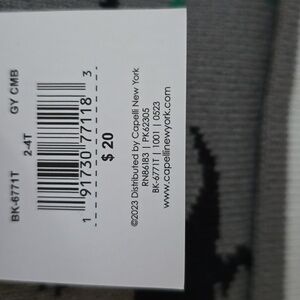 BK-6771T 2-4T GY CMB
1 91730 77118 3
$ 20
©2023 Distributed by Capelli New York
RN86183 || PK62305
BK-6771T || 1001 || 0523
www.capellinewyork.com